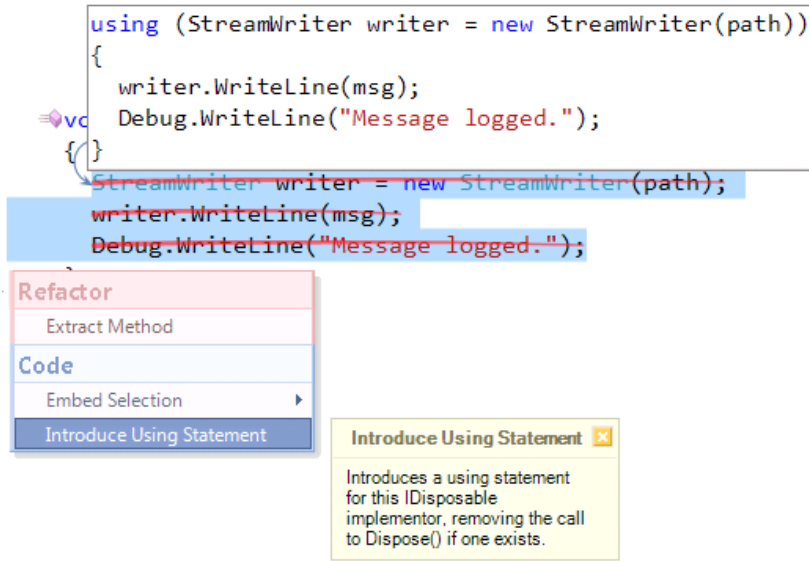 using (StreamWriter writer = new StreamWriter(path))
{
writer.WriteLine(msg);
Debug.WriteLine("Message logged.");
}
{
StreamWriter writer = new StreamWriter(path);
writer.WriteLine(msg);
Debug.WriteLine("Message logged.");
Refactor
Extract Method
Code
Embed Selection
Introduce Using Statement
Introduce Using Statement
Introduces a using statement
for this IDisposable
implementor, removing the call
to Dispose() if one exists.